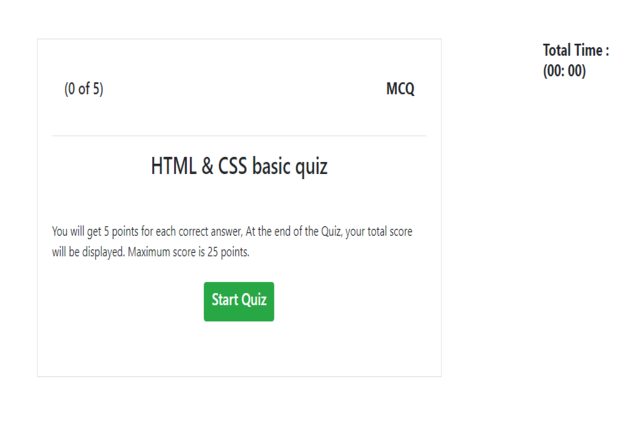 Total Time :
(00: 00)
(0 of 5) MCQ
HTML & CSS basic quiz
You will get 5 points for each correct answer, At the end of the Quiz, your total score
will be displayed. Maximum score is 25 points.
Start Quiz